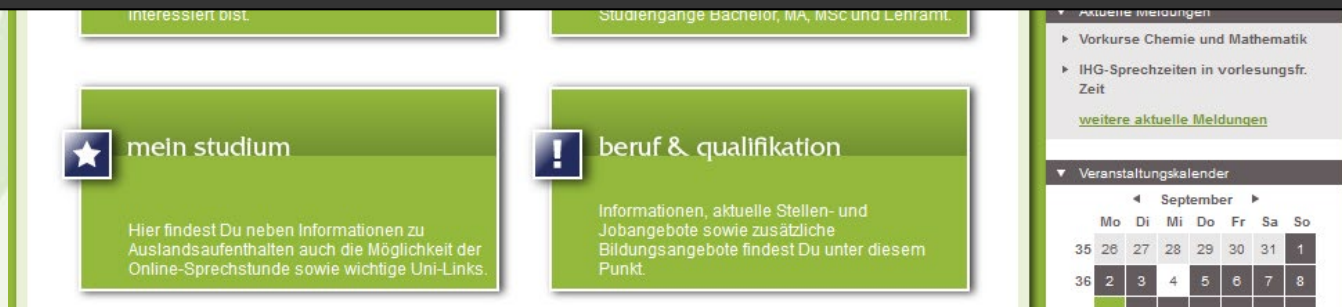 interessiert bist.
Studiengänge Bachelor, MA, MSc und Lehramt.
mein studium
Hier findest Du neben Informationen zu
Auslandsaufenthalten auch die Möglichkeit der
Online-Sprechstunde sowie wichtige Uni-Links.
beruf & qualifikation
Informationen, aktuelle Stellen- und
Jobangebote sowie zusätzliche
Bildungsangebote findest Du unter diesem
Punkt.
Aktuelle Meldungen
Vorkurse Chemie und Mathematik
IHG-Sprechzeiten in vorlesungsfr.
Zeit
weitere aktuelle Meldungen
Veranstaltungskalender
September
Mo Di Mi Do Fr Sa So
35 26 27 28 29 30 31 1
36 2 3 4 5 6 7 8